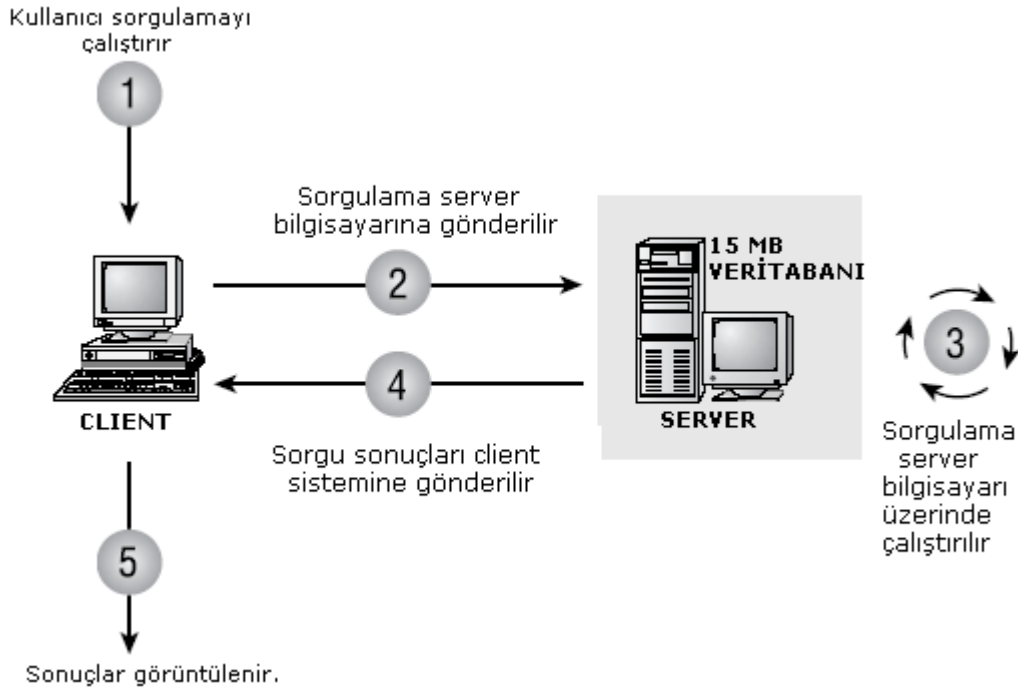 Kullanıcı sorgulamayı
çalıştırır
1
Sorgulama server
bilgisayarına gönderilir
2
15 MB
VERİTABANI
3
4
CLIENT
SERVER
Sorgu sonuçları client
sistemine gönderilir
Sorgulama
server
bilgisayarı
üzerinde
çalıştırılır
5
Sonuçlar görüntülenir.